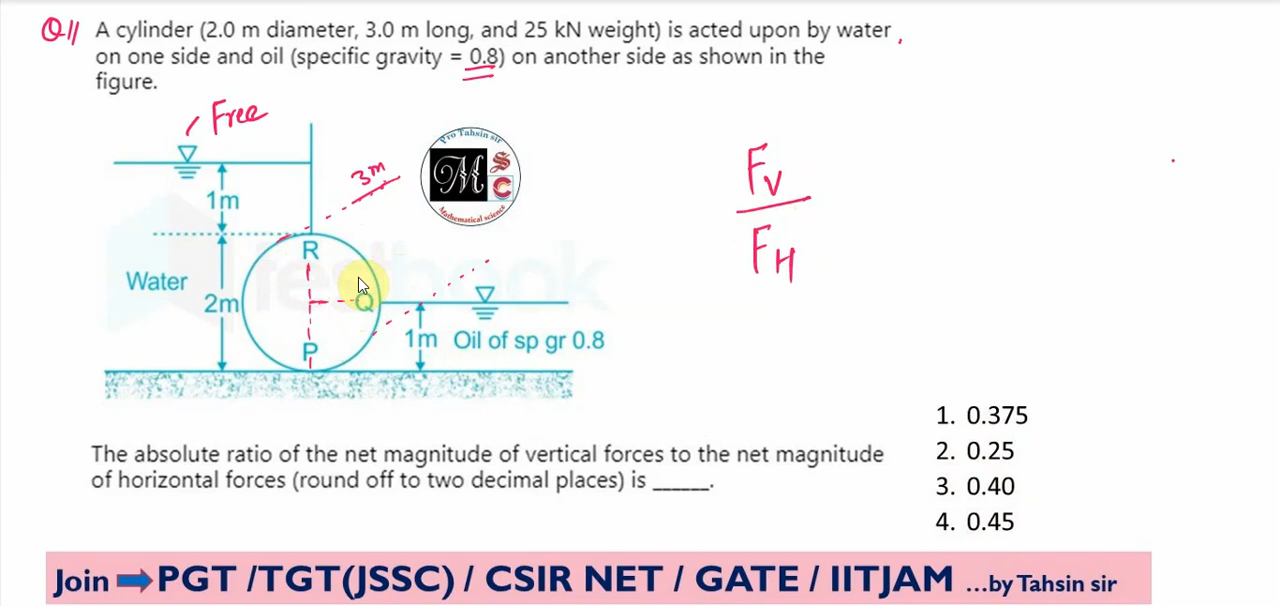 Q11 A cylinder (2.0 m diameter, 3.0 m long, and 25 kN weight) is acted upon by water
on one side and oil (specific gravity = 0.8) on another side as shown in the
figure.
Free
Pro Tahsin sir
M S C
Mathematical science
3m
1m
R
Water
2m
Q
1m Oil of sp gr 0.8
P
FV
FH
1. 0.375
2. 0.25
3. 0.40
4. 0.45
The absolute ratio of the net magnitude of vertical forces to the net magnitude
of horizontal forces (round off to two decimal places) is ______.
Join PGT /TGT(JSSC) / CSIR NET / GATE / IITJAM ...by Tahsin sir